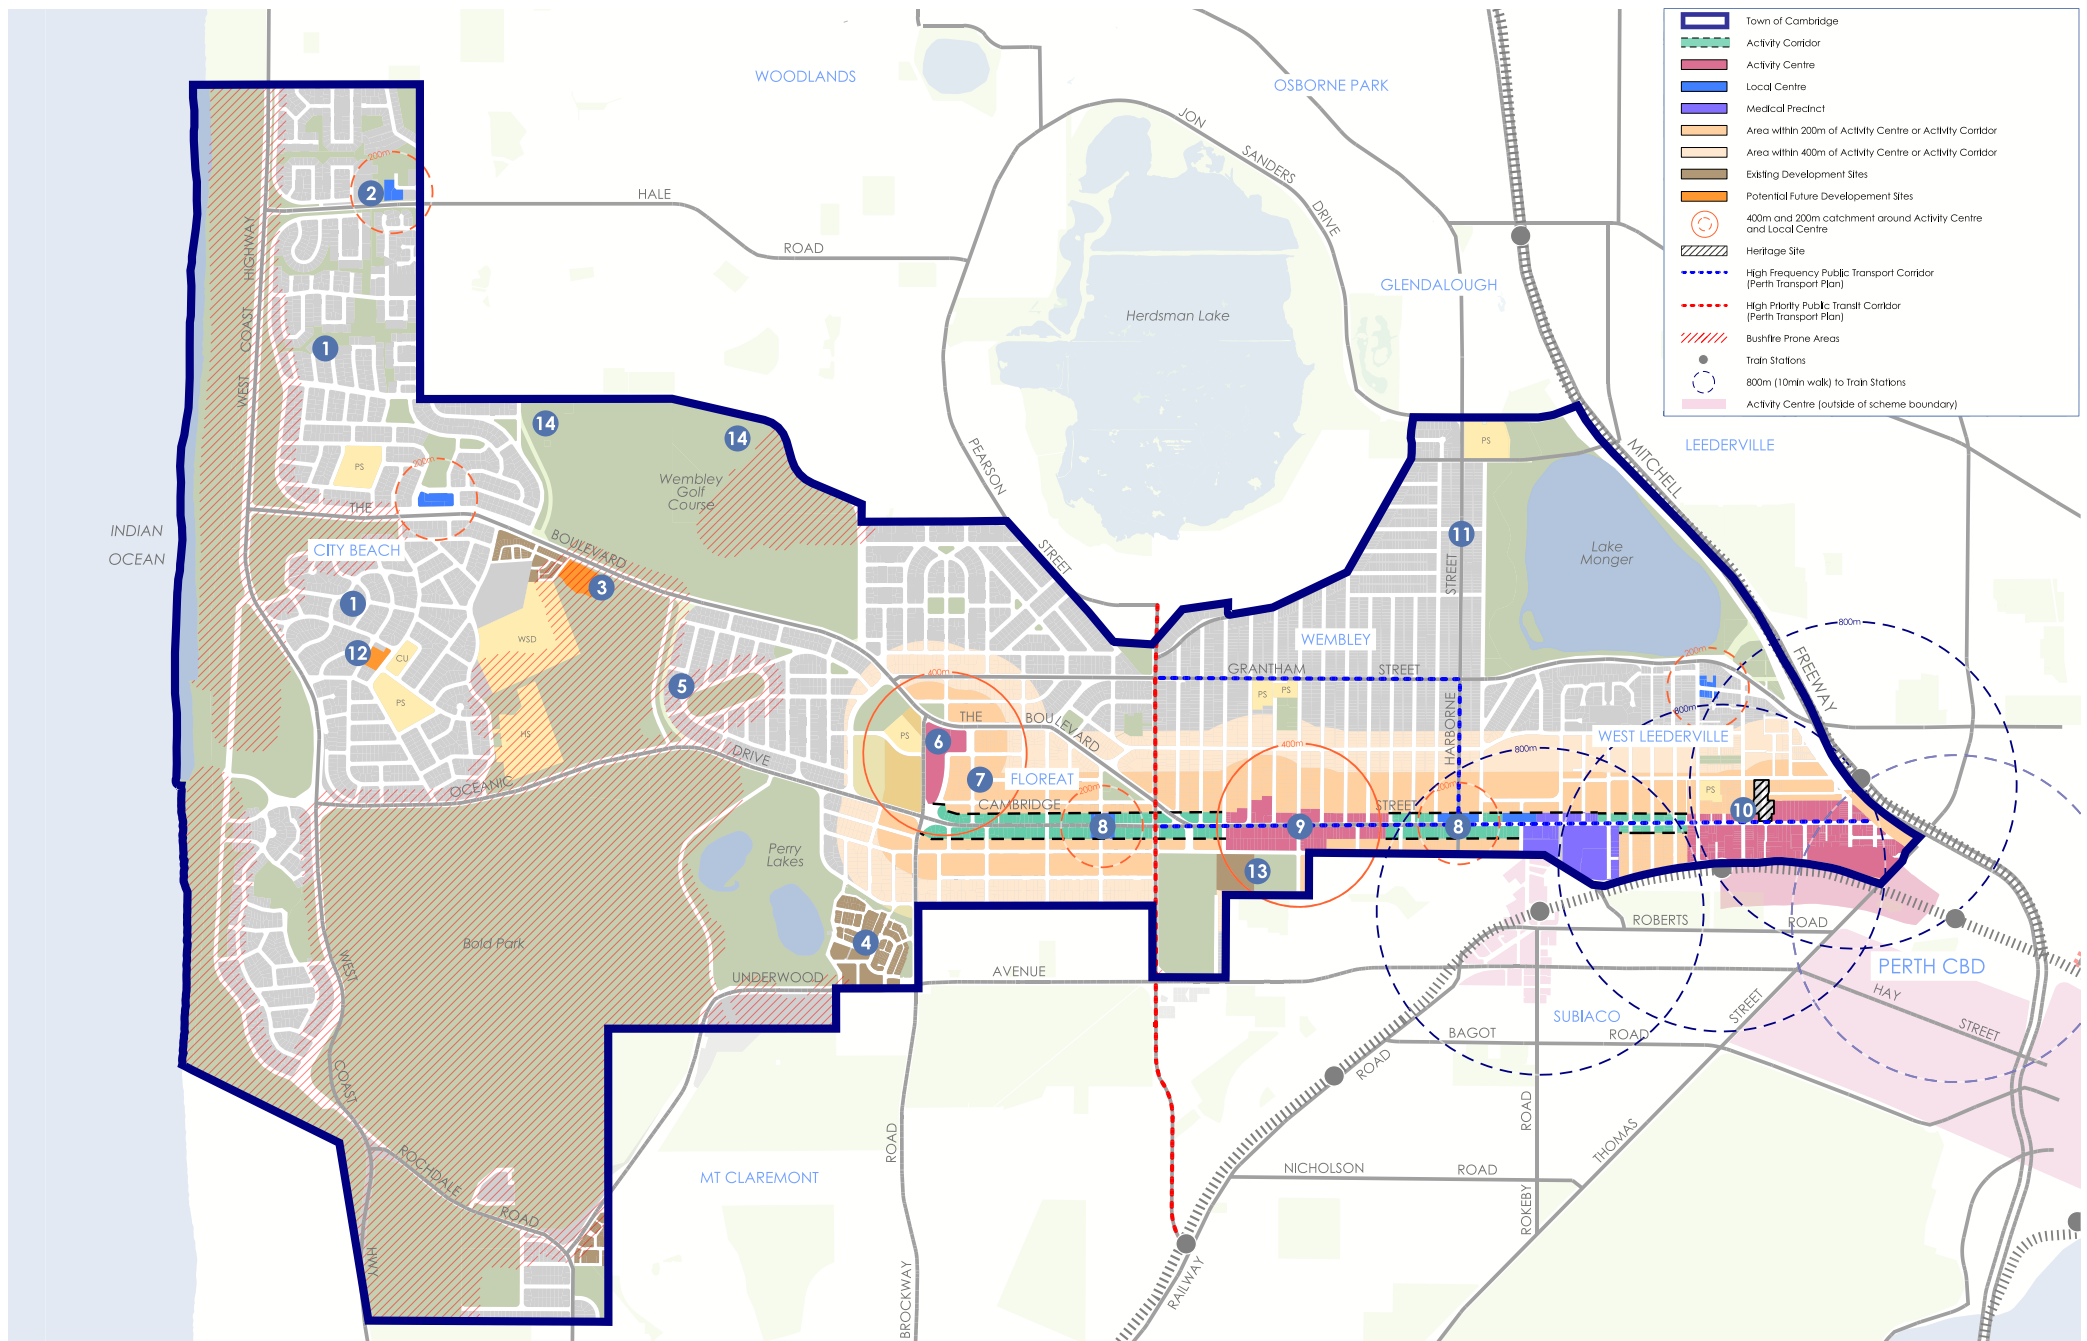 Town of Cambridge
Activity Corridor
Activity Centre
Local Centre
Medical Precinct
Area within 200m of Activity Centre or Activity Corridor
Area within 400m of Activity Centre or Activity Corridor
Existing Development Sites
Potential Future Developement Sites
400m and 200m catchment around Activity Centre
and Local Centre
Heritage Site
High Frequency Public Transport Corridor
(Perth Transport Plan)
High Priority Public Transit Corridor
(Perth Transport Plan)
Bushfire Prone Areas
Train Stations
800m (10min walk) to Train Stations
Activity Centre (outside of scheme boundary)
WOODLANDS
OSBORNE PARK
JON
SANDERS
DRIVE
200m
2
HALE
ROAD
HIGHWAY
COAST
WEST
GLENDALOUGH
Herdsman Lake
1
14
14
PEARSON
STREET
PS
MITCHELL
FREEWAY
LEEDERVILLE
PS
200m
Wembley
Golf
Course
THE
BOULEVARD
INDIAN
OCEAN
CITY BEACH
11
STREET
HARBORNE
Lake
Monger
3
1
WSD
12
CU
PS
HS
5
WEMBLEY
GRANTHAM
STREET
800m
200m
400m
PS
PS
PS
6
THE
BOULEVARD
7
FLOREAT
400m
800m
800m
WEST LEEDERVILLE
DRIVE
OCEANIC
CAMBRIDGE
STREET
200m
200m
PS
10
8
9
8
Perry
Lakes
13
4
Bold Park
UNDERWOOD
AVENUE
ROBERTS
ROAD
WEST
COAST
HWY
PERTH CBD
HAY
STREET
STREET
THOMAS
SUBIACO
BAGOT
ROAD
ROAD
ROAD
ROKEBY
ROAD
BROCKWAY
ROCHDALE
ROAD
MT CLAREMONT
NICHOLSON
ROAD
RAILWAY